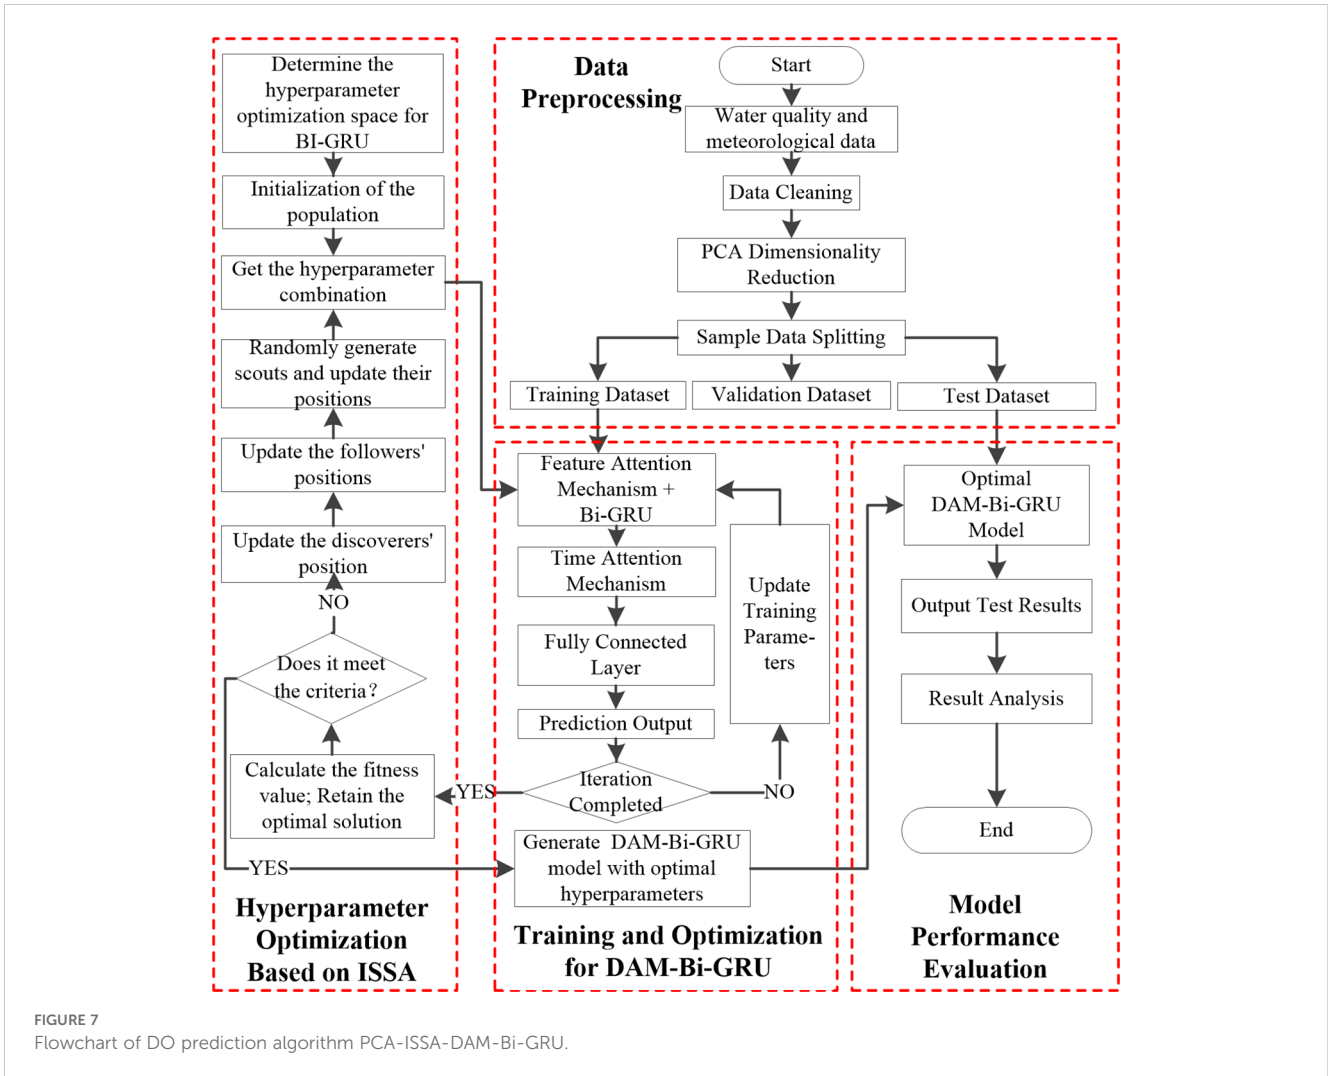 Determine the
hyperparameter
optimization space for
BI-GRU
Initialization of the
population
Get the hyperparameter
combination
Randomly generate
scouts and update their
positions
Update the followers'
positions
Update the discoverers'
position
NO
Does it meet
the criteria？
Calculate the fitness
value; Retain the
optimal solution
YES
Hyperparameter
Optimization
Based on ISSA
Data
Preprocessing
Start
Water quality and
meteorological data
Data Cleaning
PCA Dimensionality
Reduction
Sample Data Splitting
Training Dataset
Validation Dataset
Test Dataset
Feature Attention
Mechanism +
Bi-GRU
Time Attention
Mechanism
Fully Connected
Layer
Prediction Output
Iteration
Completed
YES
NO
Update
Training
Parame-
ters
Generate DAM-Bi-GRU
model with optimal
hyperparameters
Training and Optimization
for DAM-Bi-GRU
Optimal
DAM-Bi-GRU
Model
Output Test Results
Result Analysis
End
Model
Performance
Evaluation
FIGURE 7
Flowchart of DO prediction algorithm PCA-ISSA-DAM-Bi-GRU.